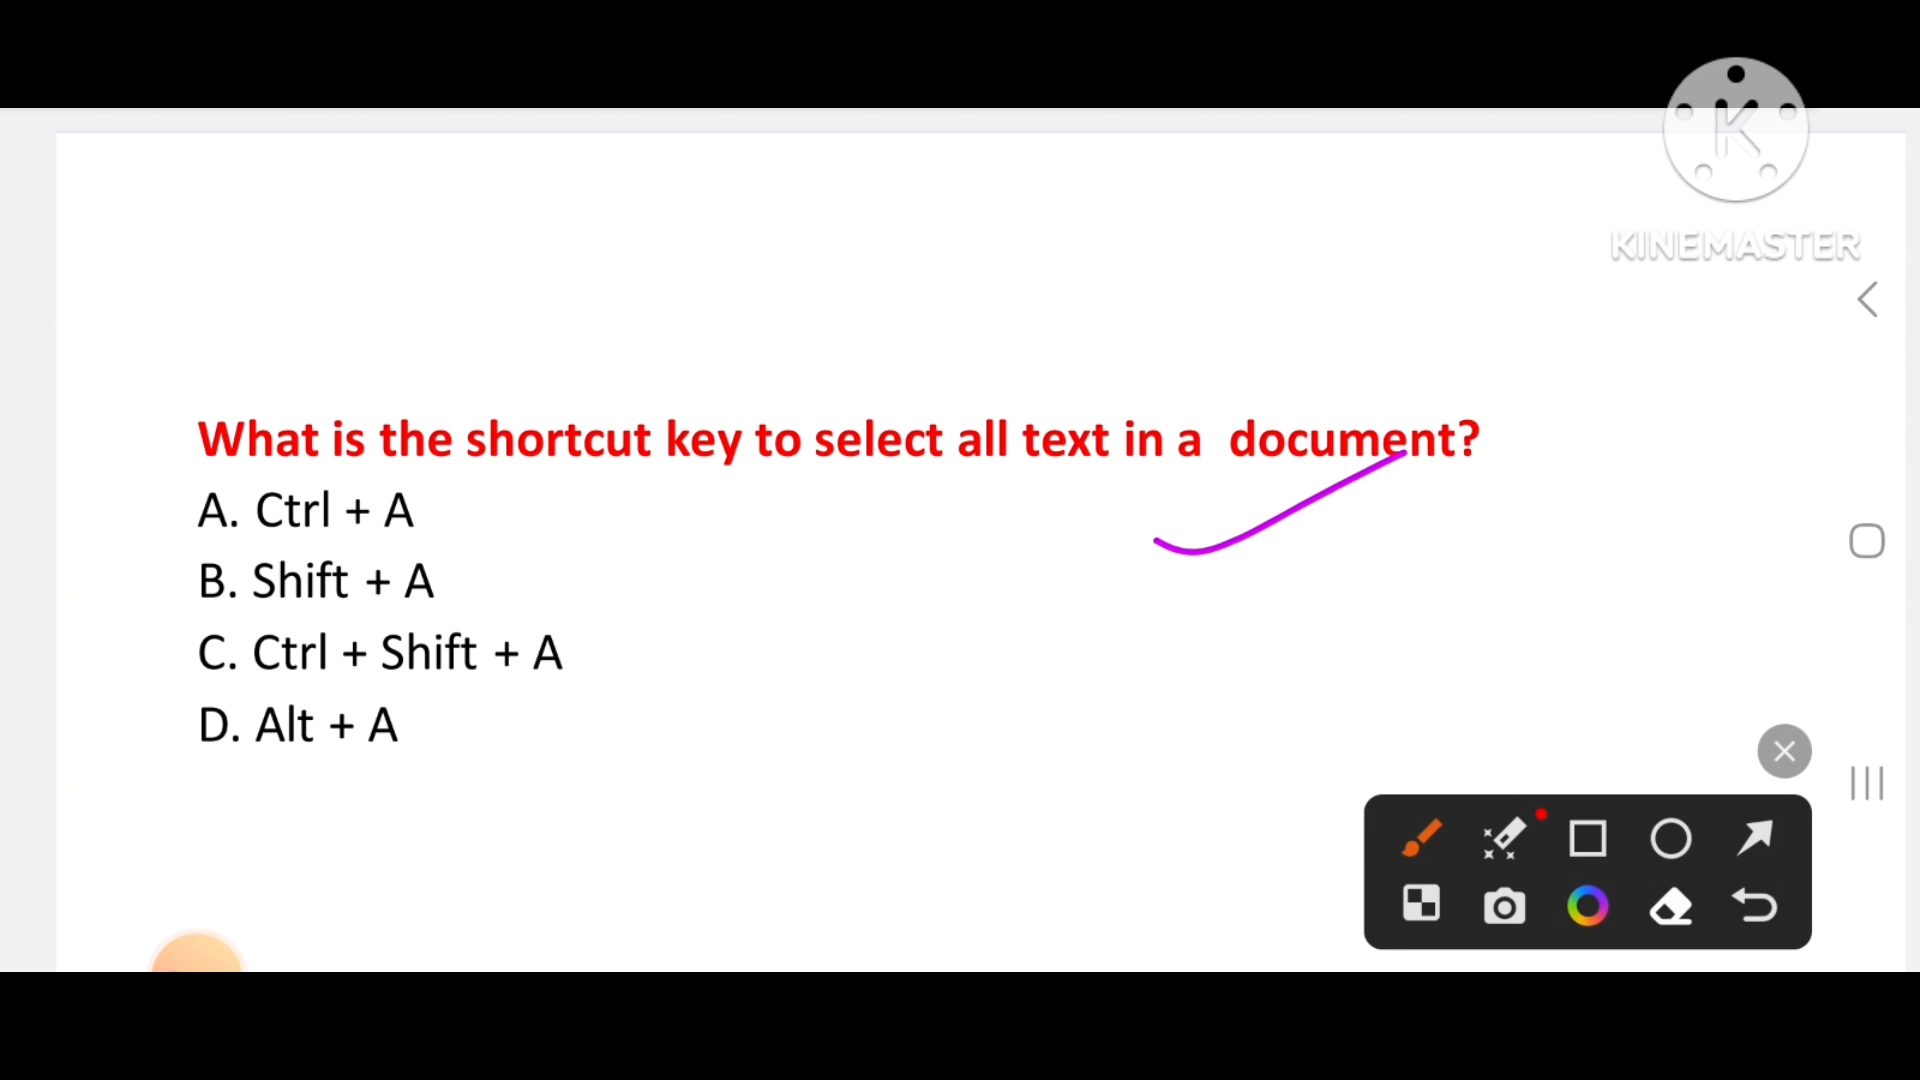 KINEMASTER
What is the shortcut key to select all text in a document?
A. Ctrl + A
B. Shift + A
C. Ctrl + Shift + A
D. Alt + A